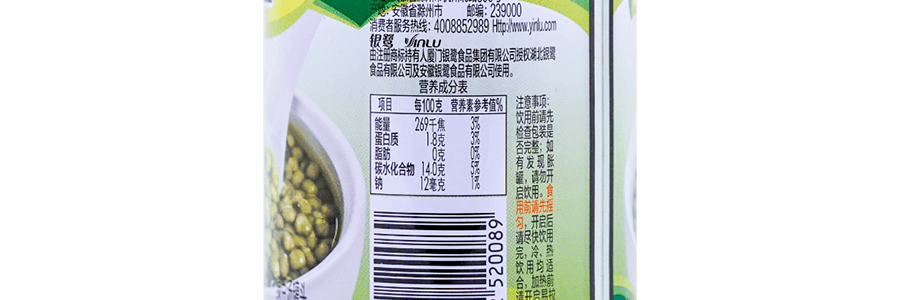 产地:安徽省滁州市 邮编:239000
消费者服务热线:4008852989 Http://www.yinlu.com
银鹭 YINLU
由注册商标持有人厦门银鹭食品集团有限公司授权湖北银鹭
食品有限公司及安徽银鹭食品有限公司使用。
营养成分表
项目 每100克 营养素参考值%
能量 269千焦 3%
蛋白质 1.8克 3%
脂肪 0克 0%
碳水化合物 14.0克 5%
钠 12毫克 1%
520089
注意事项:
饮用前请先
检查包装是
否完整;如
有发现胀
罐,请勿开
启饮用。食
用前请先摇
匀,开启后
请尽快饮用
完,冷、热
饮用均适
合,加热前
请开启易拉